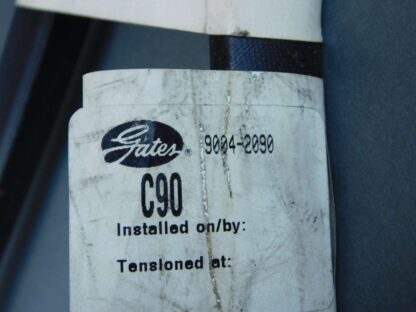 Gates® 9004-2090
C90
Installed on/by:
Tensioned at: